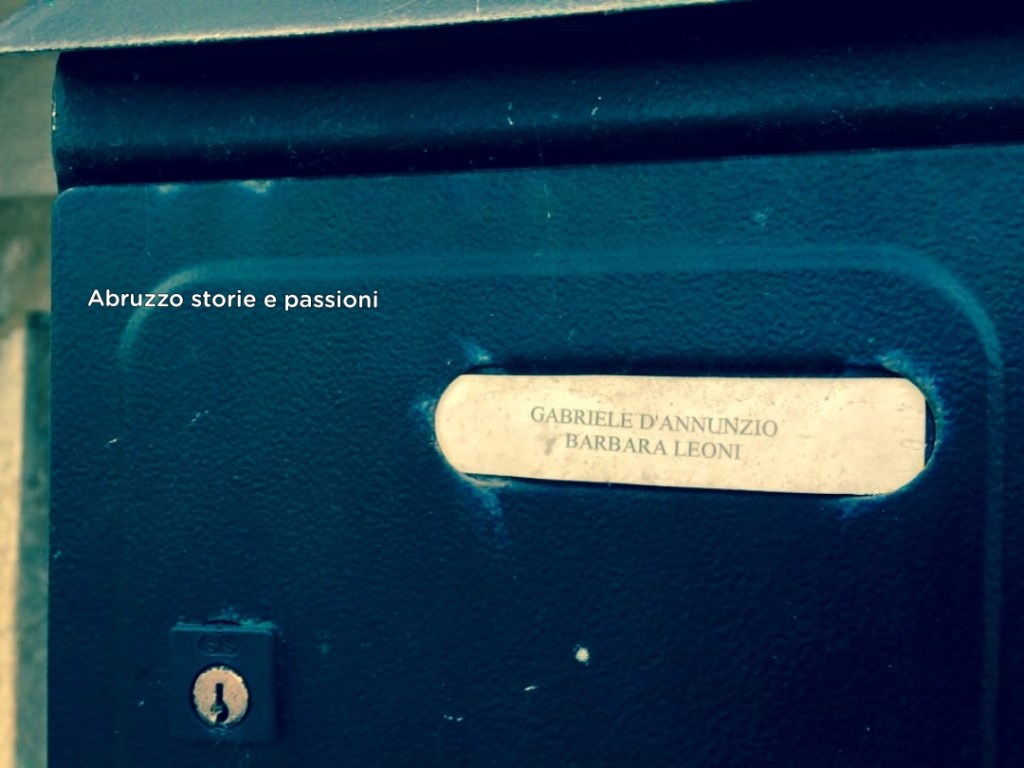 Abruzzo storie e passioni
GABRIELE D'ANNUNZIO
BARBARA LEONI